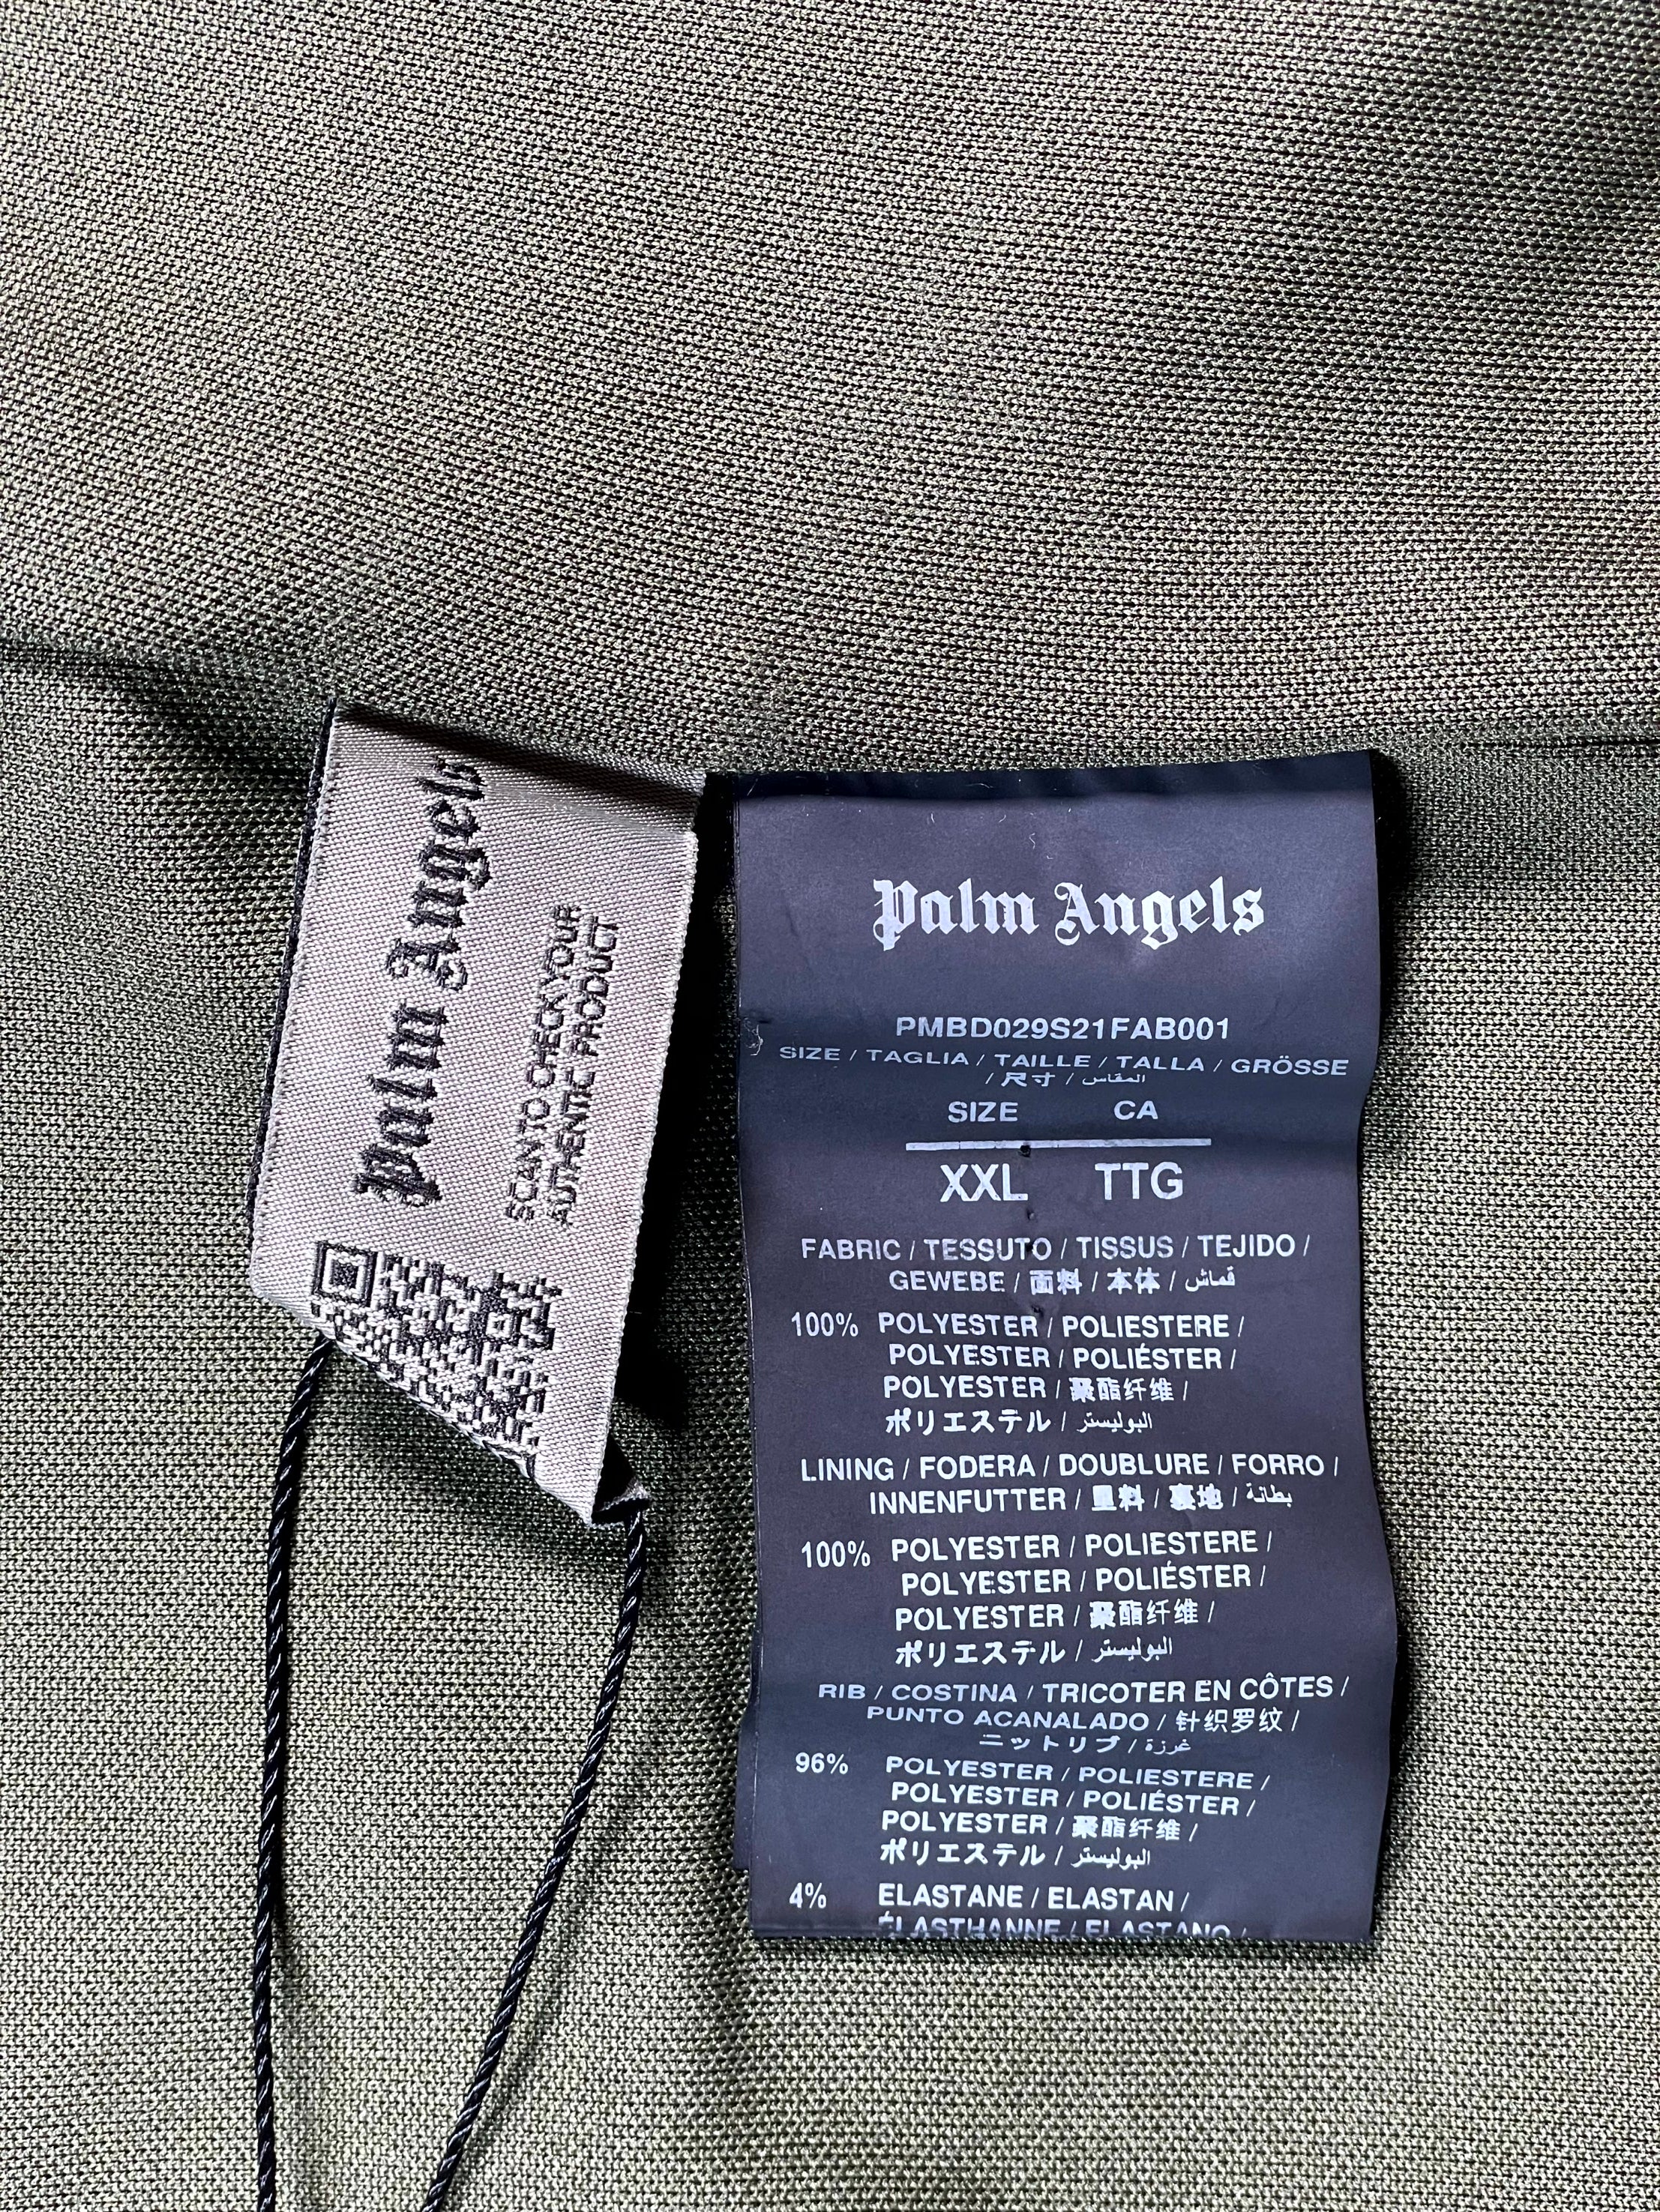 Palm Angels
SCAN TO CHECK YOUR
AUTHENTIC PRODUCT
Palm Angels
PMBD029S21FAB001
SIZE / TAGLIA / TAILLE / TALLA / GRÖSSE
/ 尺寸 / المقاس
SIZE CA
XXL TTG
FABRIC / TESSUTO / TISSUS / TEJIDO /
GEWEBE / 面料 / 本体 / قماش
100% POLYESTER / POLIESTERE /
POLYESTER / POLIÉSTER /
POLYESTER / 聚酯纤维 /
ポリエステル / البوليستر
LINING / FODERA / DOUBLURE / FORRO /
INNENFUTTER / 里料 / 裏地 / بطانة
100% POLYESTER / POLIESTERE /
POLYESTER / POLIÉSTER /
POLYESTER / 聚酯纤维 /
ポリエステル / البوليستر
RIB / COSTINA / TRICOTER EN CÔTES /
PUNTO ACANALADO / 针织罗纹 /
ニットリブ / غرزة
96% POLYESTER / POLIESTERE /
POLYESTER / POLIÉSTER /
POLYESTER / 聚酯纤维 /
ポリエステル / البوليستر
4% ELASTANE / ELASTAN /
ÉLASTHANNE / ELASTANO /